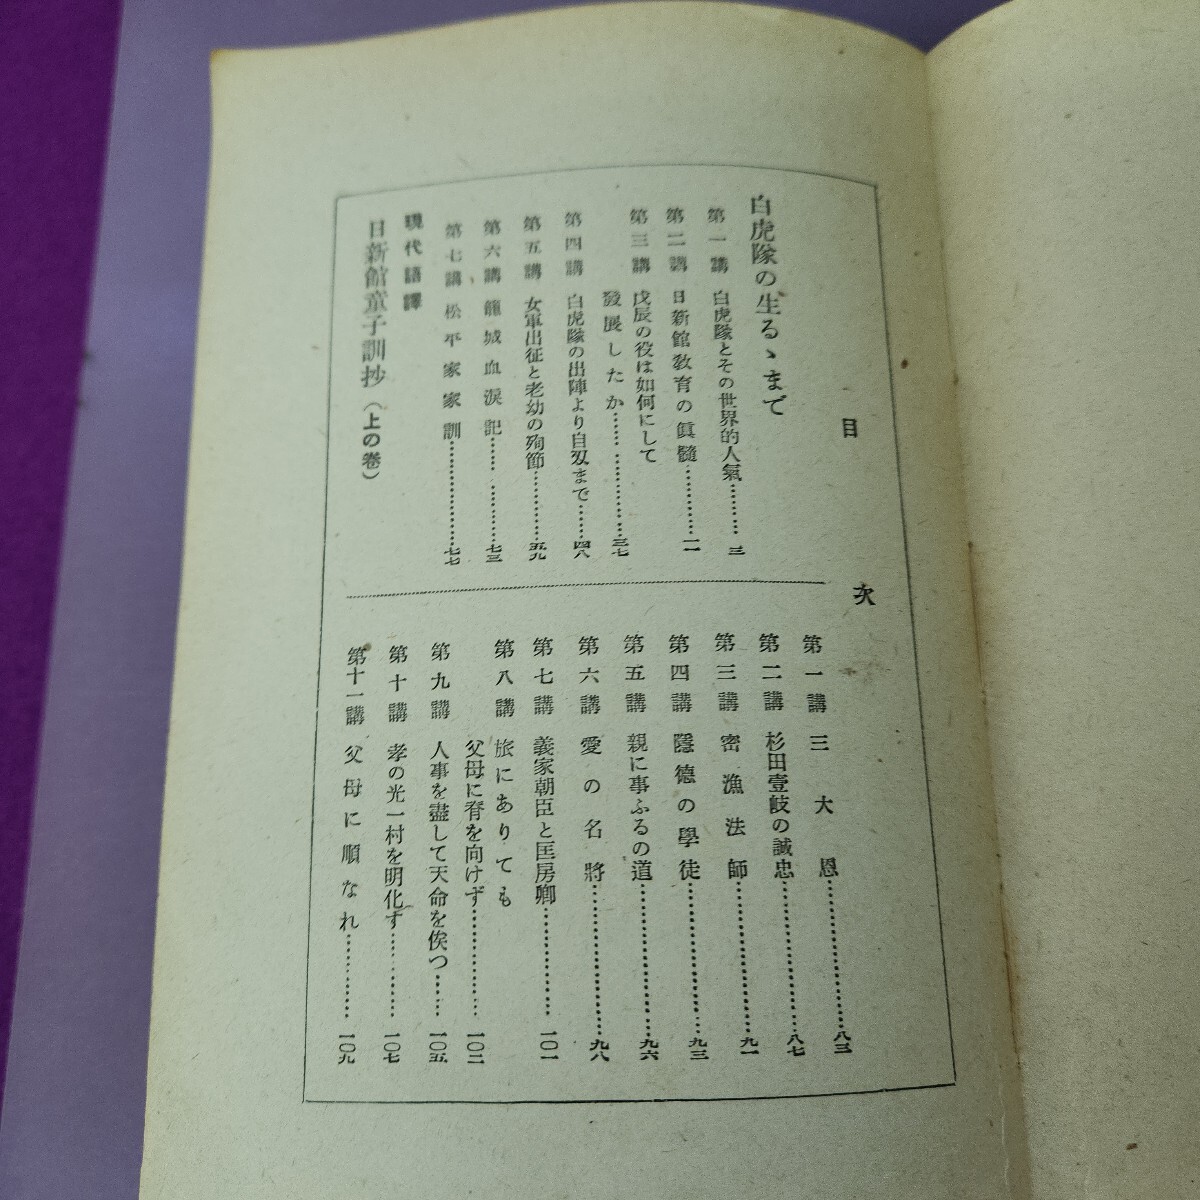 目次
白虎隊の生るゝまで
第一講 白虎隊とその世界的人氣………三
第二講 日新館教育の眞髓…………一一
第三講 戊辰の役は如何にして
發展したか……………三七
第四講 白虎隊の出陣より自刄まで……四八
第五講 女軍出征と老幼の殉節…………五九
第六講 籠城血淚記……………七三
第七講 松平家家訓………………七七
現代語譯
日新館童子訓抄（上の卷）
第一講 三大恩………………八三
第二講 杉田壹岐の誠忠………………八七
第三講 密漁法師………………九一
第四講 隱德の學徒………………九三
第五講 親に事ふるの道………………九六
第六講 愛の名將………………九八
第七講 義家朝臣と匡房卿…………一〇一
第八講 旅にありても
父母に脊を向けず…………一〇二
第九講 人事を盡して天命を俟つ……一〇五
第十講 孝の光一村を明化す…………一〇七
第十一講 父母に順なれ…………一〇九